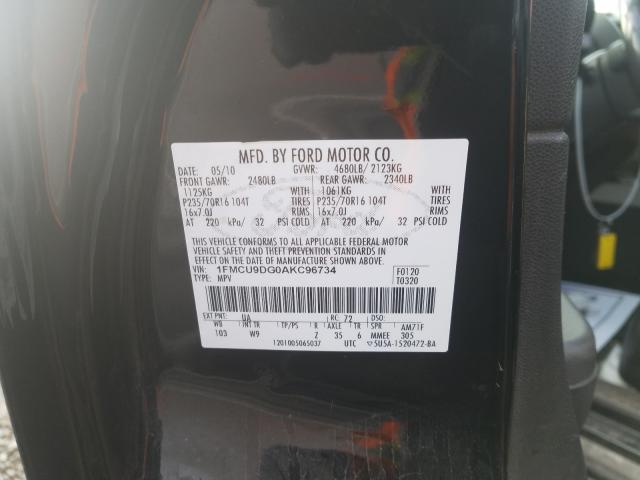 MFD. BY FORD MOTOR CO.
DATE: 05/10 GVWR: 4680LB/ 2123KG
FRONT GAWR: 2480LB REAR GAWR: 2340LB
1125KG WITH 1061KG WITH
P235/70R16 104T TIRES P235/70R16 104T TIRES
16x7.0J RIMS 16x7.0J RIMS
AT 220 kPa/ 32 PSI COLD AT 220 kPa/ 32 PSI COLD
THIS VEHICLE CONFORMS TO ALL APPLICABLE FEDERAL MOTOR
VEHICLE SAFETY AND THEFT PREVENTION STANDARDS IN
EFFECT ON THE DATE OF MANUFACTURE SHOWN ABOVE.
VIN: 1FMCU9DG0AKC96734 F0120
TYPE: MPV T0320
EXT PNT: UA RC: 72 DSO:
WB INT TR TP/PS R AXLE TR SPR AM71F
103 W9 Z 35 6 MMEE 305
1201005065037 UTC 5U5A-1520472-BA